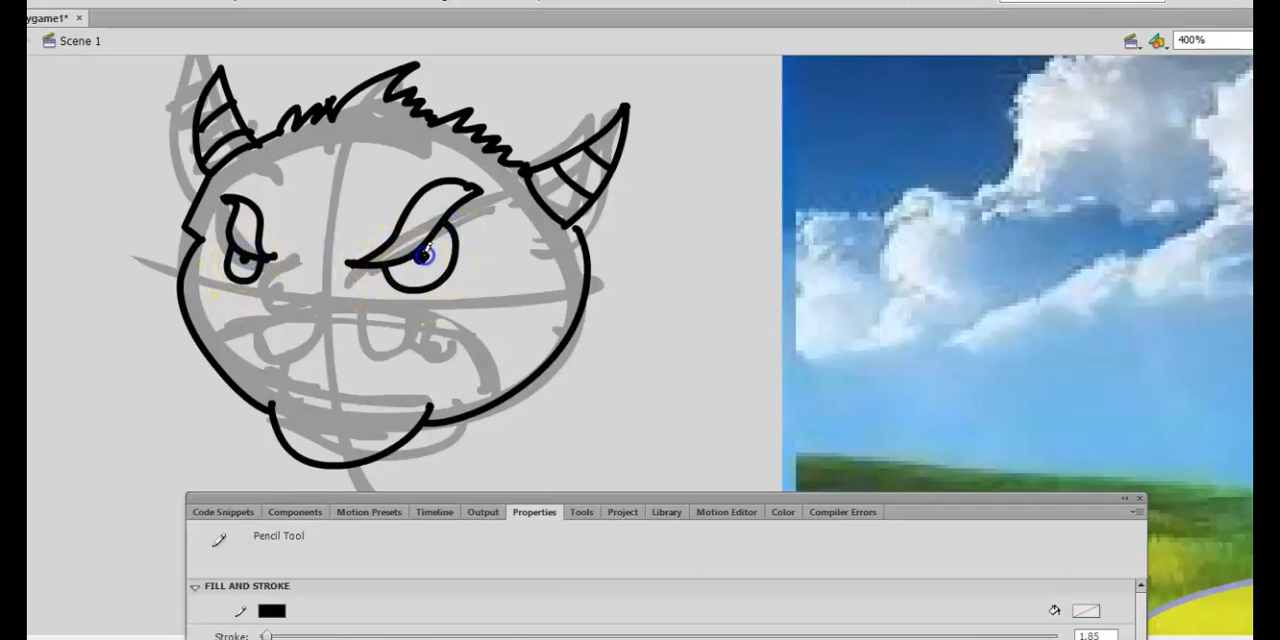 ygame1*
Scene 1
400%
Code Snippets Components Motion Presets Timeline Output Properties Tools Project Library Motion Editor Color Compiler Errors
Pencil Tool
FILL AND STROKE
Stroke: 1.85